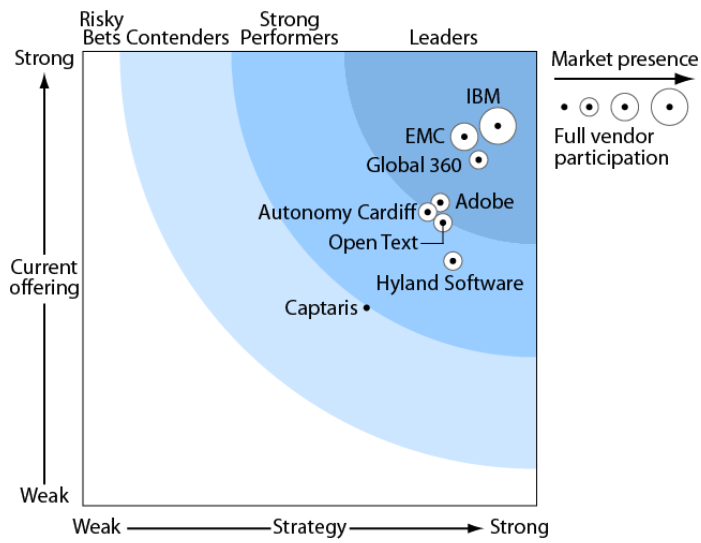 Risky
Bets
Contenders
Strong
Performers
Leaders
Strong
Market presence
IBM
EMC
Full vendor
participation
Global 360
Adobe
Autonomy Cardiff
Open Text
Current
offering
Hyland Software
Captaris
Weak
Weak
Strategy
Strong